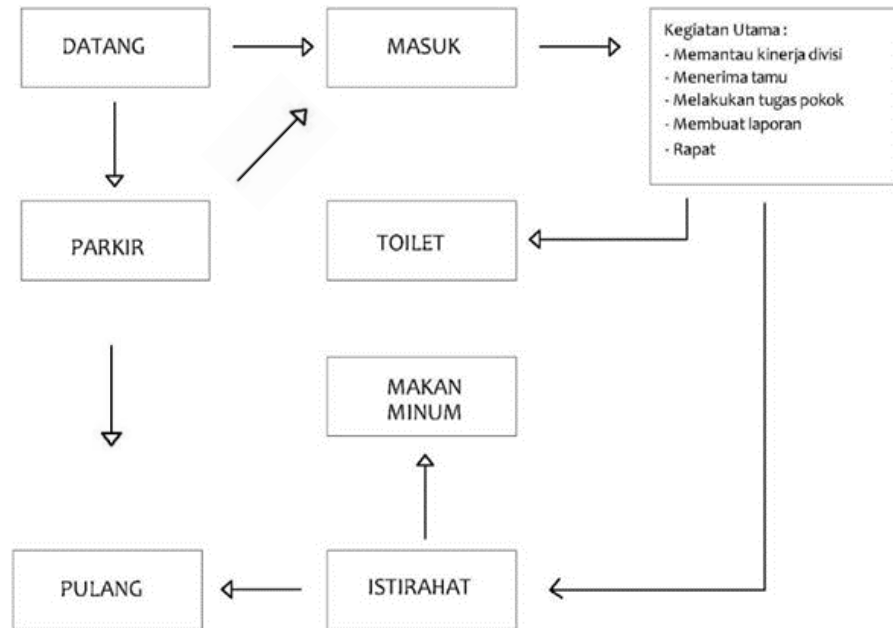 DATANG
MASUK
Kegiatan Utama :
- Memantau kinerja divisi
- Menerima tamu
- Melakukan tugas pokok
- Membuat laporan
- Rapat
PARKIR
TOILET
MAKAN
MINUM
PULANG
ISTIRAHAT